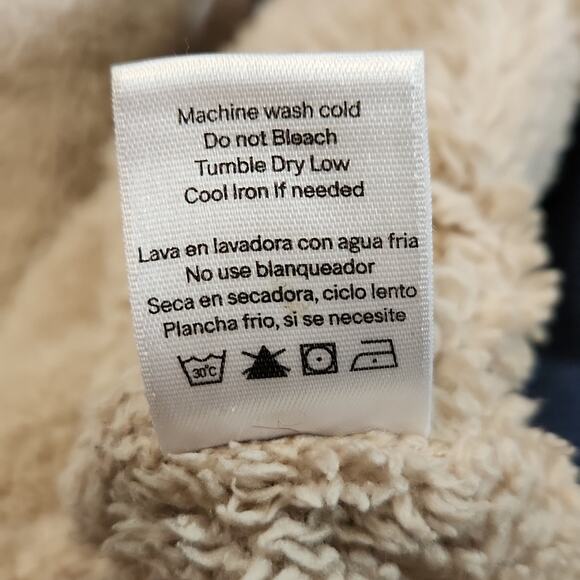 Machine wash cold
Do not Bleach
Tumble Dry Low
Cool Iron If needed
Lava en lavadora con agua fria
No use blanqueador
Seca en secadora, ciclo lento
Plancha frio, si se necesite
30°C